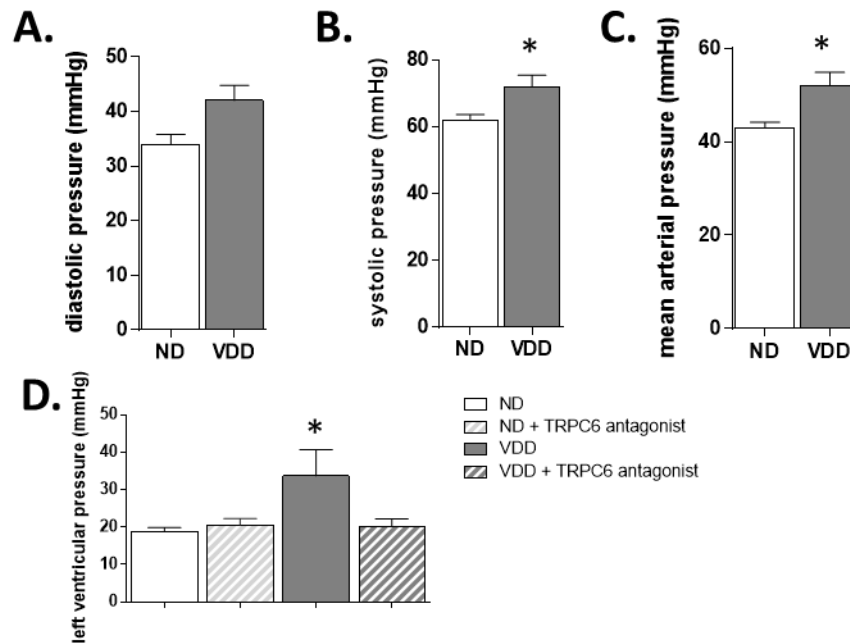 A.
diastolic pressure (mmHg)
50
40
30
20
10
0
ND VDD
B.
systolic pressure (mmHg)
80
60
40
20
0
*
ND VDD
C.
mean arterial pressure (mmHg)
60
40
20
0
*
ND VDD
D.
left ventricular pressure (mmHg)
50
40
30
20
10
0
*
ND
ND + TRPC6 antagonist
VDD
VDD + TRPC6 antagonist